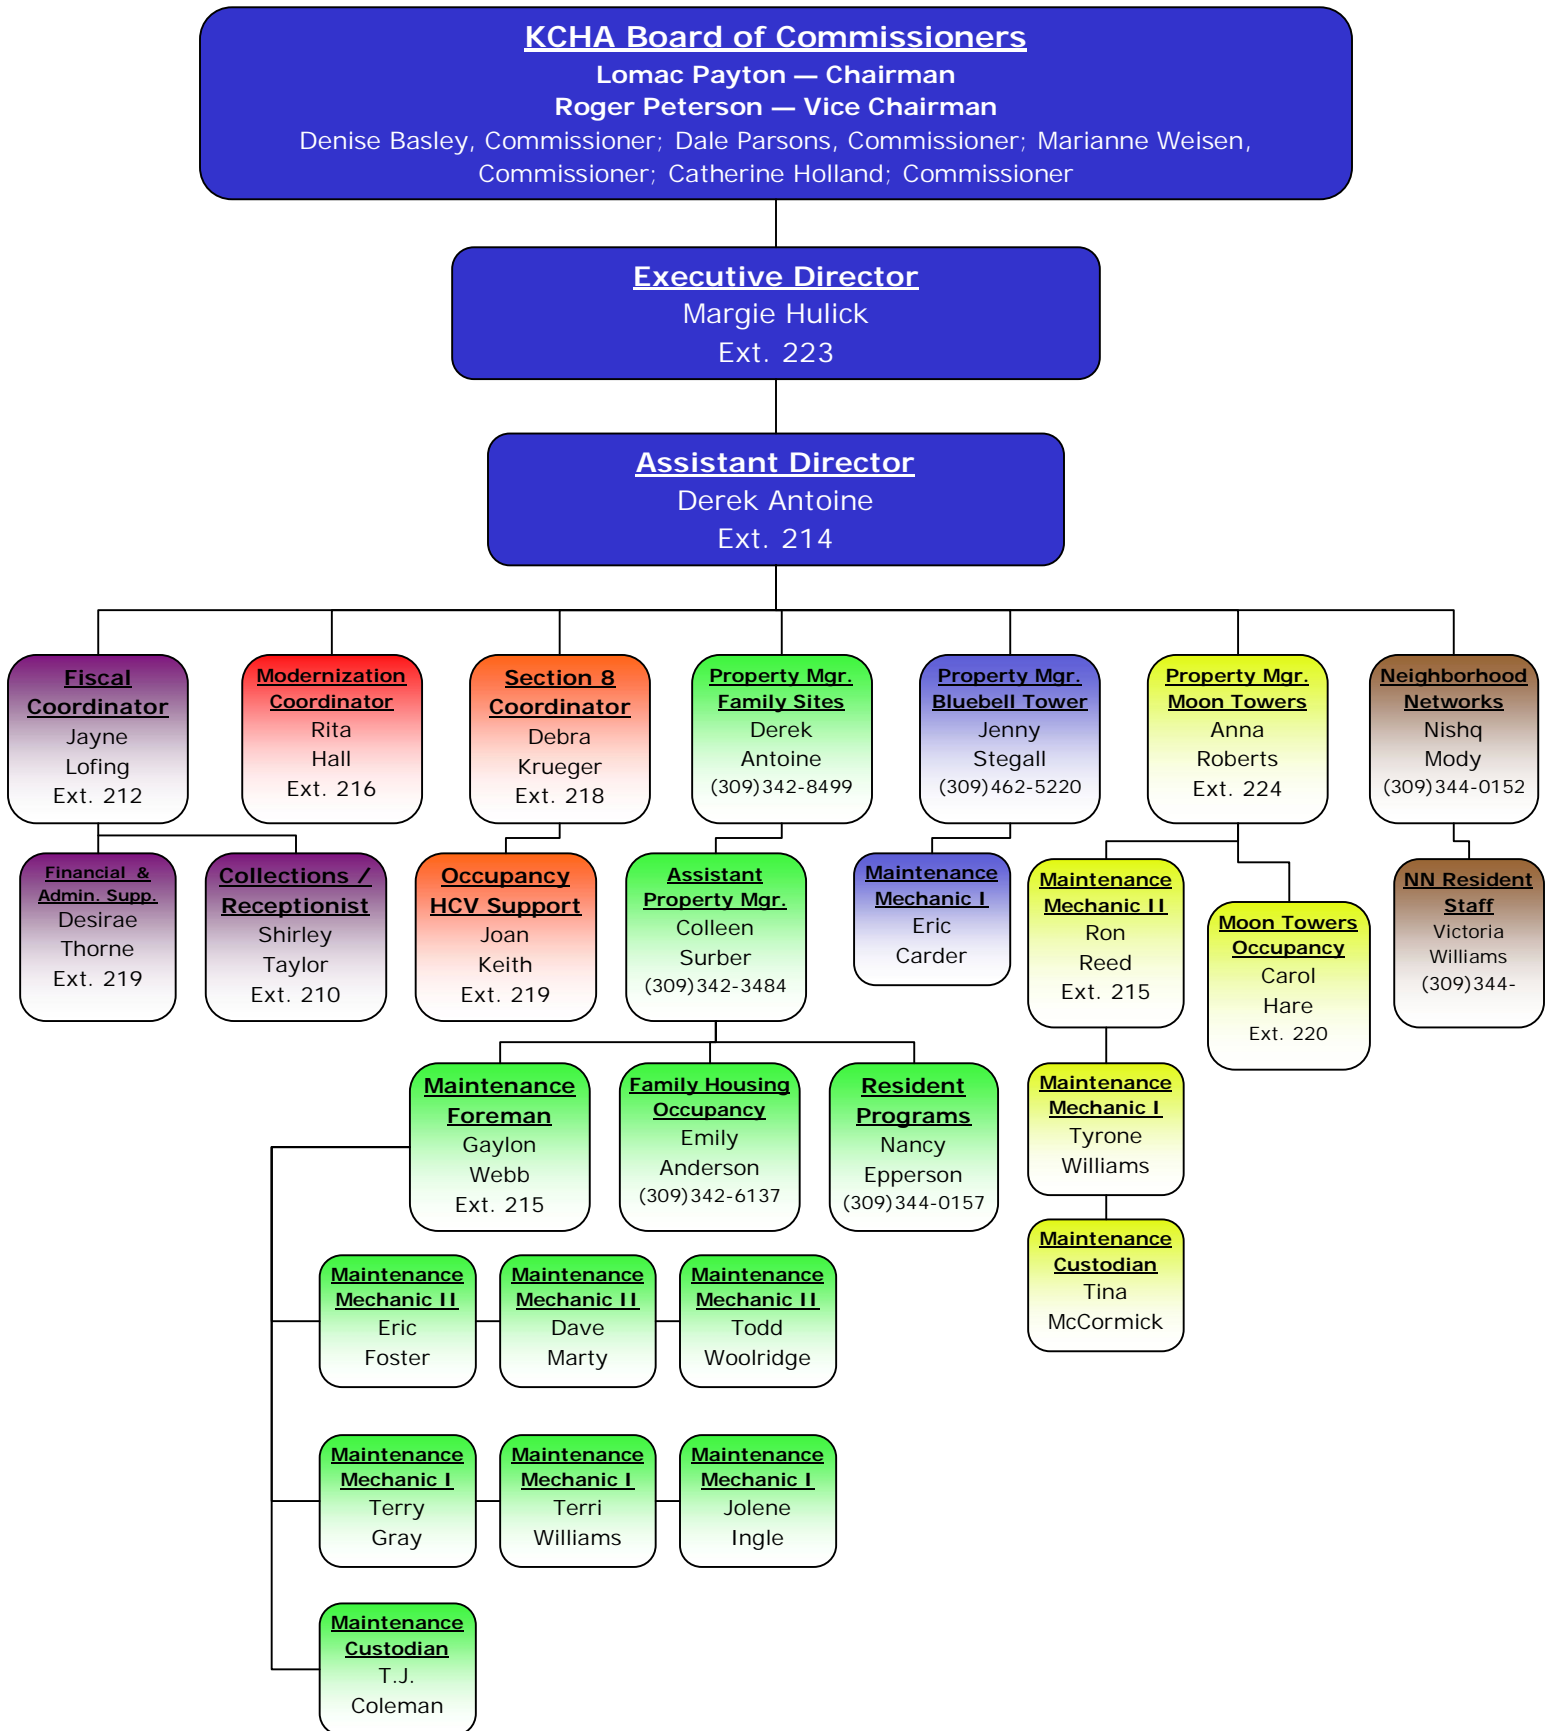 KCHA Board of Commissioners
Lomac Payton — Chairman
Roger Peterson — Vice Chairman
Denise Basley, Commissioner; Dale Parsons, Commissioner; Marianne Weisen,
Commissioner; Catherine Holland; Commissioner
Executive Director
Margie Hulick
Ext. 223
Assistant Director
Derek Antoine
Ext. 214
Fiscal
Coordinator
Jayne
Lofing
Ext. 212
Modernization
Coordinator
Rita
Hall
Ext. 216
Section 8
Coordinator
Debra
Krueger
Ext. 218
Property Mgr.
Family Sites
Derek
Antoine
(309)342-8499
Property Mgr.
Bluebell Tower
Jenny
Stegall
(309)462-5220
Property Mgr.
Moon Towers
Anna
Roberts
Ext. 224
Neighborhood
Networks
Nishq
Mody
(309)344-0152
Financial &
Admin. Supp.
Desirae
Thorne
Ext. 219
Collections /
Receptionist
Shirley
Taylor
Ext. 210
Occupancy
HCV Support
Joan
Keith
Ext. 219
Assistant
Property Mgr.
Colleen
Surber
(309)342-3484
Maintenance
Mechanic I
Eric
Carder
Maintenance
Mechanic II
Ron
Reed
Ext. 215
Moon Towers
Occupancy
Carol
Hare
Ext. 220
NN Resident
Staff
Victoria
Williams
(309)344-
Maintenance
Foreman
Gaylon
Webb
Ext. 215
Family Housing
Occupancy
Emily
Anderson
(309)342-6137
Resident
Programs
Nancy
Epperson
(309)344-0157
Maintenance
Mechanic I
Tyrone
Williams
Maintenance
Custodian
Tina
McCormick
Maintenance
Mechanic II
Eric
Foster
Maintenance
Mechanic II
Dave
Marty
Maintenance
Mechanic II
Todd
Woolridge
Maintenance
Mechanic I
Terry
Gray
Maintenance
Mechanic I
Terri
Williams
Maintenance
Mechanic I
Jolene
Ingle
Maintenance
Custodian
T.J.
Coleman